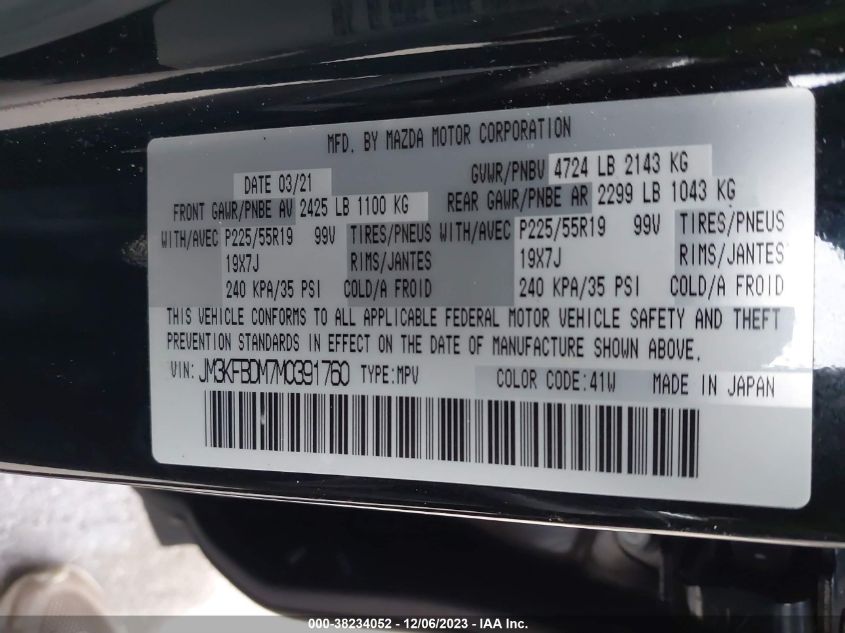 MFD. BY MAZDA MOTOR CORPORATION
DATE 03/21 GVWR/PNBV 4724 LB 2143 KG
FRONT GAWR/PNBE AV 2425 LB 1100 KG REAR GAWR/PNBE AR 2299 LB 1043 KG
WITH/AVEC P225/55R19 99V TIRES/PNEUS WITH/AVEC P225/55R19 99V TIRES/PNEUS
19X7J RIMS/JANTES 19X7J RIMS/JANTES
240 KPA/35 PSI COLD/A FROID 240 KPA/35 PSI COLD/A FROID
THIS VEHICLE CONFORMS TO ALL APPLICABLE FEDERAL MOTOR VEHICLE SAFETY AND THEFT
PREVENTION STANDARDS IN EFFECT ON THE DATE OF MANUFACTURE SHOWN ABOVE.
VIN: JM3KFBDM7M0391760 TYPE:MPV COLOR CODE:41W MADE IN JAPAN
000-38234052 - 12/06/2023 - IAA Inc.